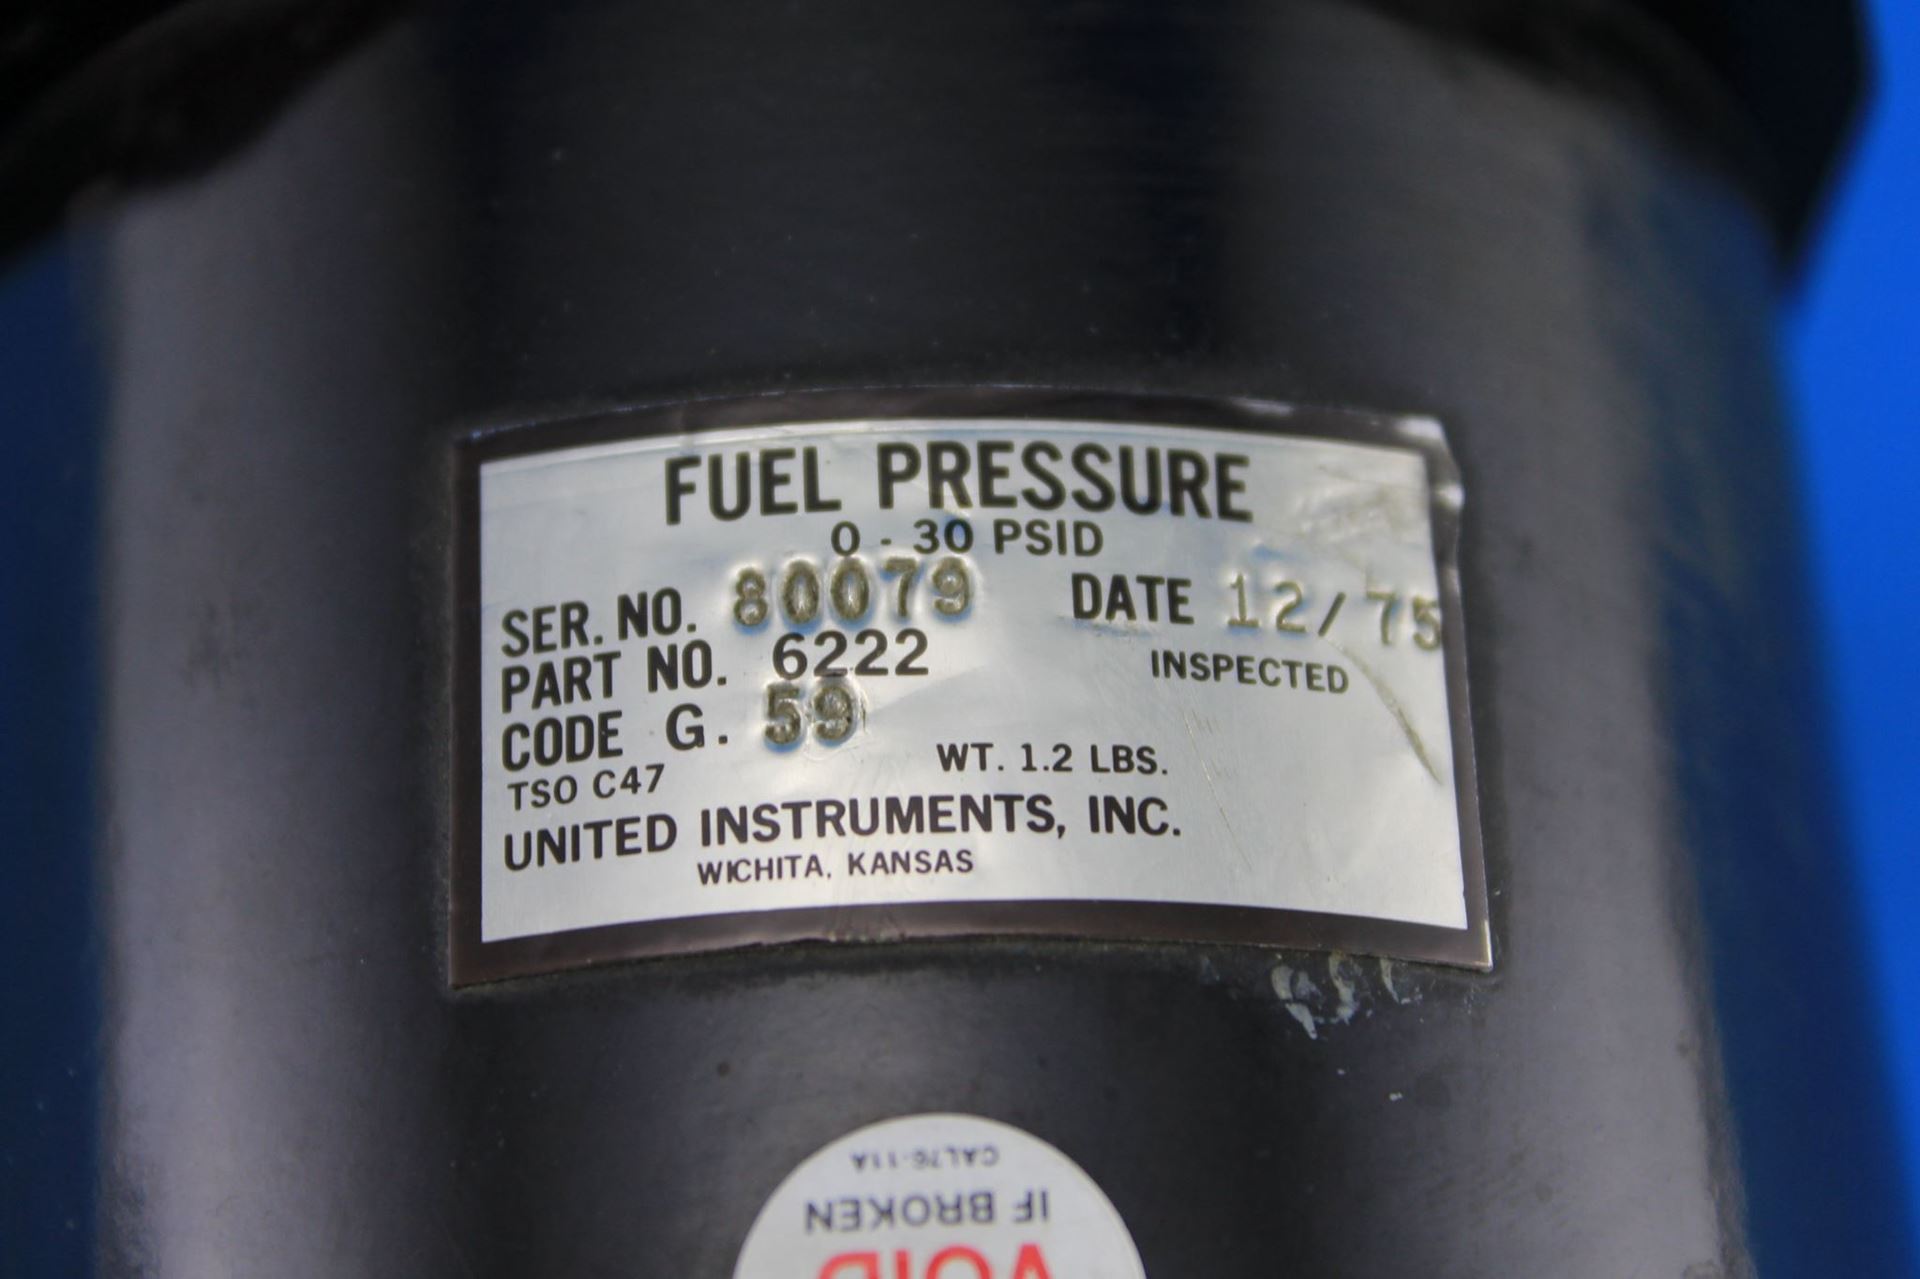 FUEL PRESSURE
0 - 30 PSID
SER. NO. 80079 DATE 12/75
PART NO. 6222 INSPECTED
CODE G. 59
TSO C47 WT. 1.2 LBS.
UNITED INSTRUMENTS, INC.
WICHITA, KANSAS
VOID
IF BROKEN
CAL76-11A